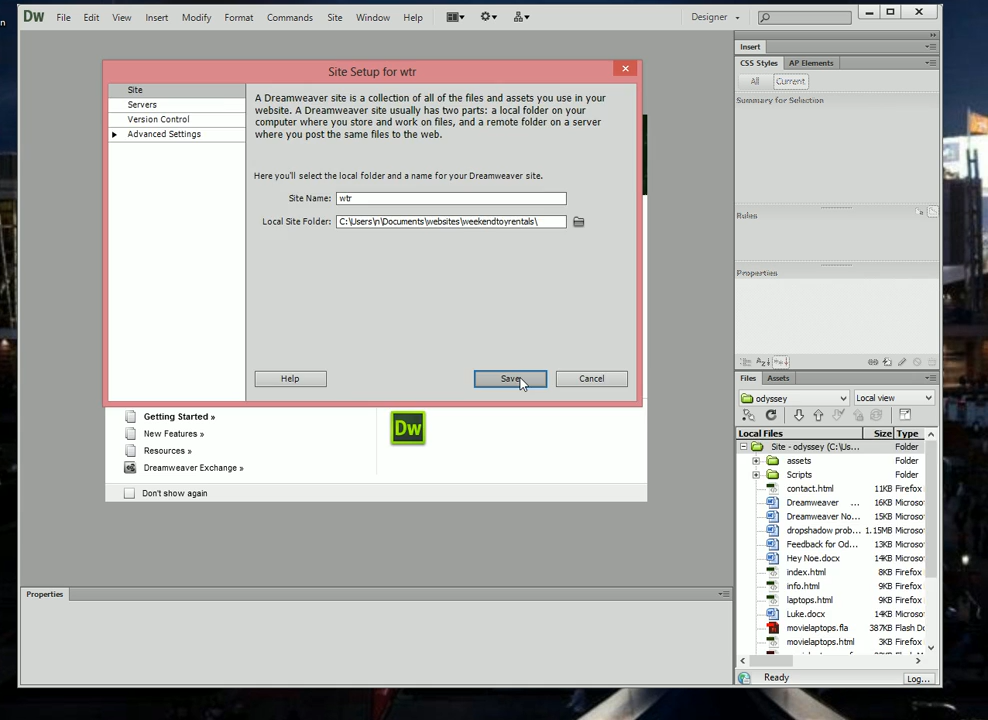 n
Dw File Edit View Insert Modify Format Commands Site Window Help Designer
Insert
CSS Styles AP Elements
All Current
Summary for Selection
Rules
Properties
Site Setup for wtr
Site
Servers
Version Control
Advanced Settings
A Dreamweaver site is a collection of all of the files and assets you use in your
website. A Dreamweaver site usually has two parts: a local folder on your
computer where you store and work on files, and a remote folder on a server
where you post the same files to the web.
Here you'll select the local folder and a name for your Dreamweaver site.
Site Name: wtr
Local Site Folder: C:\Users\n\Documents\websites\weekendtoyrentals\
Help Save Cancel
Getting Started »
New Features »
Resources »
Dreamweaver Exchange »
Dw
Don't show again
Properties
Files Assets
odyssey Local view
Local Files Size Type
Site - odyssey (C:\Us... Folder
assets Folder
Scripts Folder
contact.html 11KB Firefox
Dreamweaver ... 16KB Microso
Dreamweaver No... 15KB Microso
dropshadow prob... 1.15MB Microso
Feedback for Od... 13KB Microso
Hey Noe.docx 14KB Microso
index.html 8KB Firefox
info.html 9KB Firefox
laptops.html 9KB Firefox
Luke.docx 14KB Microso
movielaptops.fla 387KB Flash Do
movielaptops.html 3KB Firefox
Ready Log...